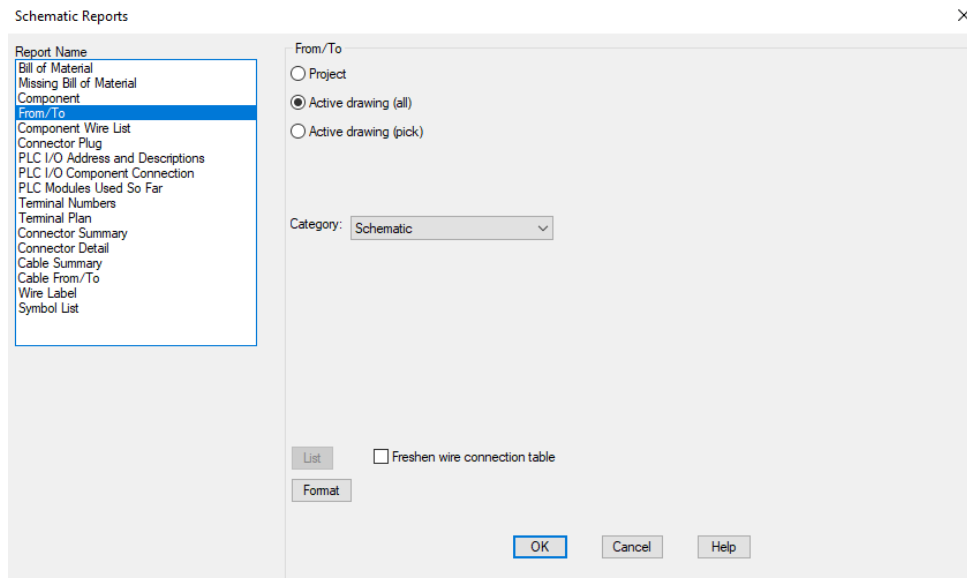 Schematic Reports
Report Name
Bill of Material
Missing Bill of Material
Component
From/To
Component Wire List
Connector Plug
PLC I/O Address and Descriptions
PLC I/O Component Connection
PLC Modules Used So Far
Terminal Numbers
Terminal Plan
Connector Summary
Connector Detail
Cable Summary
Cable From/To
Wire Label
Symbol List
From/To
Project
Active drawing (all)
Active drawing (pick)
Category: Schematic
List Freshen wire connection table
Format
OK Cancel Help